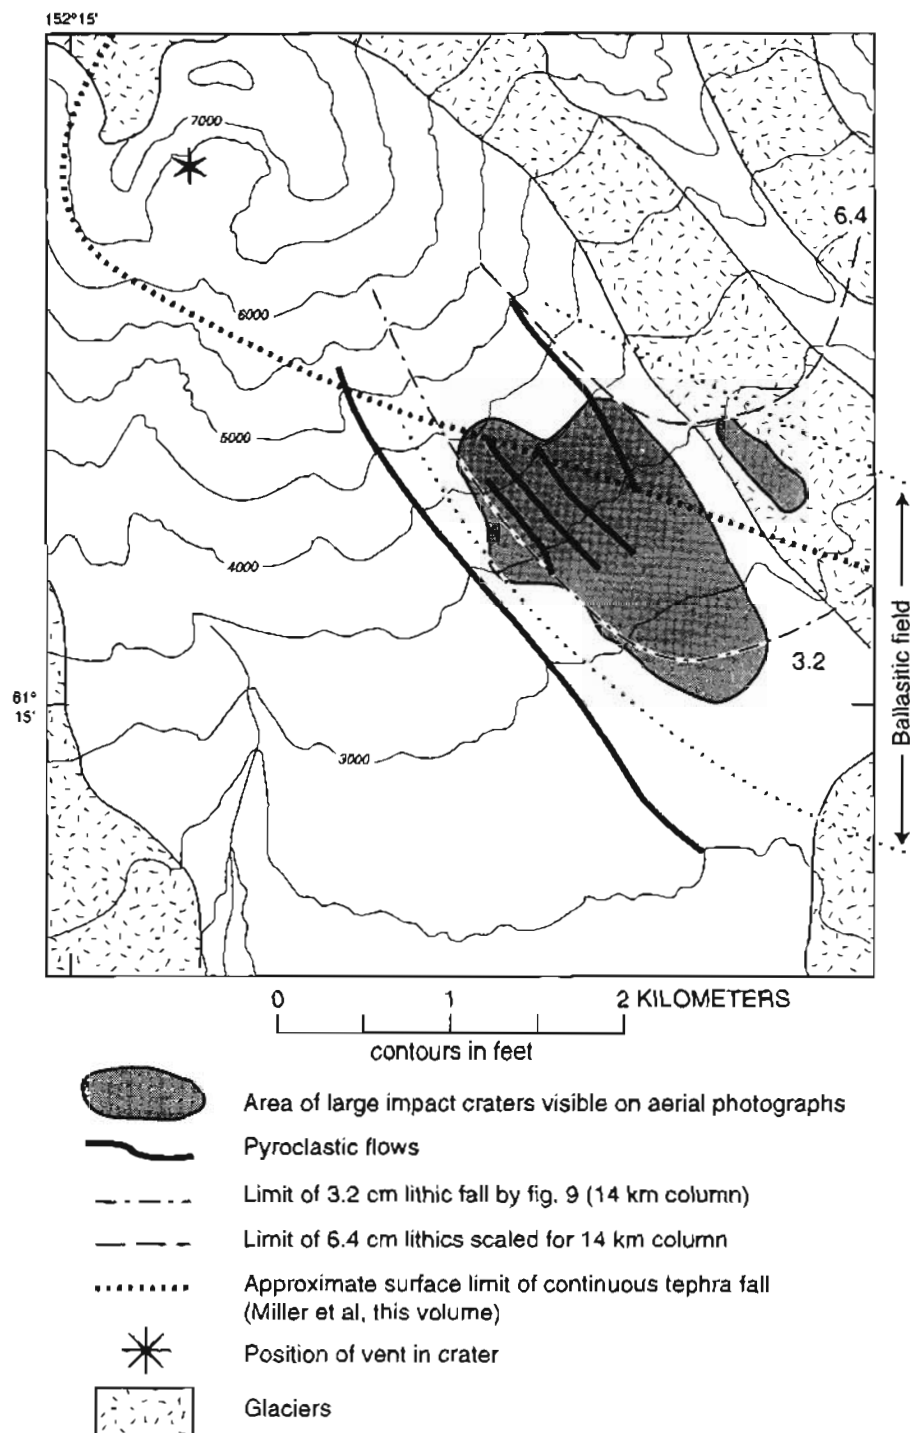 152°15'
7000
6.4
6000
5000
4000
3.2
61°
15'
3000
Ballasitic field
0 1 2 KILOMETERS
contours in feet
Area of large impact craters visible on aerial photographs
Pyroclastic flows
Limit of 3.2 cm lithic fall by fig. 9 (14 km column)
Limit of 6.4 cm lithics scaled for 14 km column
Approximate surface limit of continuous tephra fall
(Miller et al, this volume)
Position of vent in crater
Glaciers